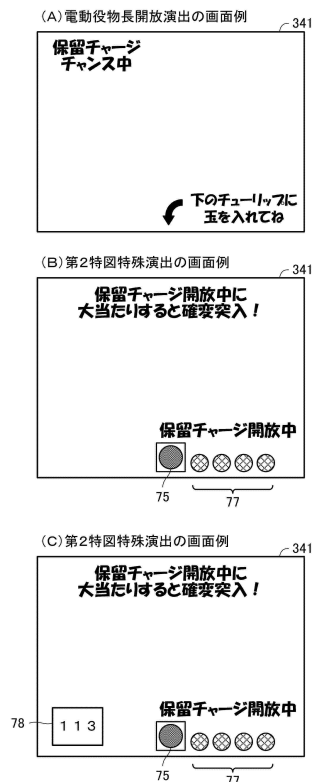 (A)電動役物長開放演出の画面例
341
保留チャージ
チャンス中
下のチューリップに
玉を入れてね
(B)第2特図特殊演出の画面例
341
保留チャージ開放中に
大当たりすると確変突入!
保留チャージ開放中
75
77
(C)第2特図特殊演出の画面例
341
保留チャージ開放中に
大当たりすると確変突入!
保留チャージ開放中
78
113
75
77